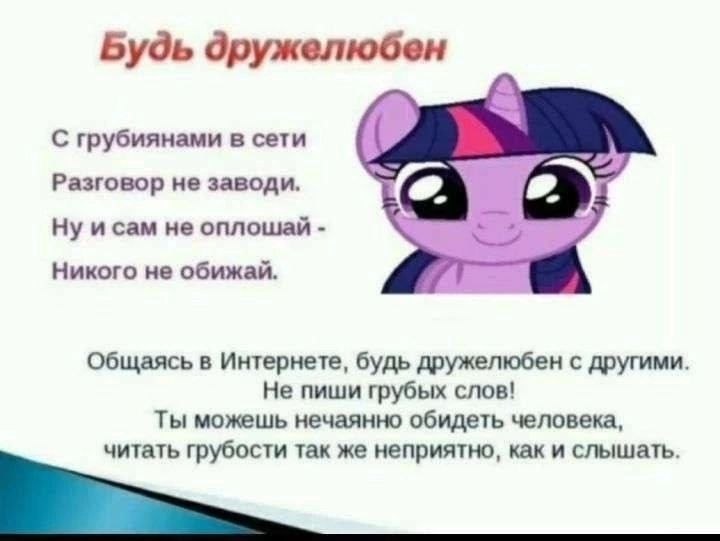 Будь дружелюбен
С грубиянами в сети
Разговор не заводи.
Ну и сам не оплошай -
Никого не обижай.
Общаясь в Интернете, будь дружелюбен с другими.
Не пиши грубых слов!
Ты можешь нечаянно обидеть человека,
читать грубости так же неприятно, как и слышать.